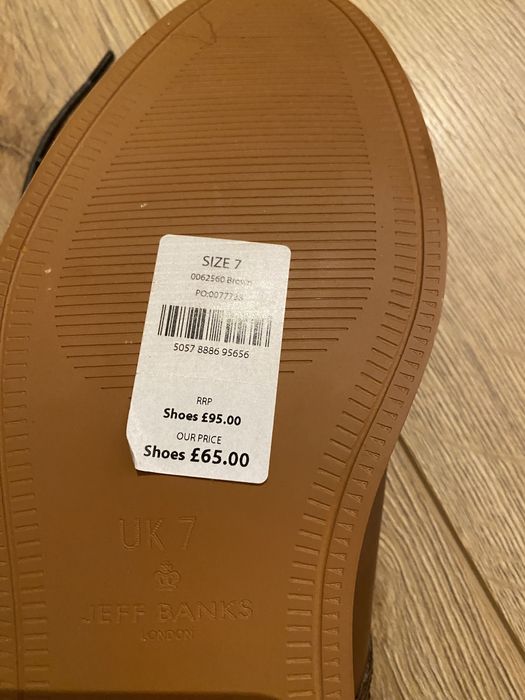 SIZE 7
0062560 Brown
PO:0077738
5057 8886 95656
RRP
Shoes £95.00
OUR PRICE
Shoes £65.00
UK 7
JEFF BANKS
LONDON